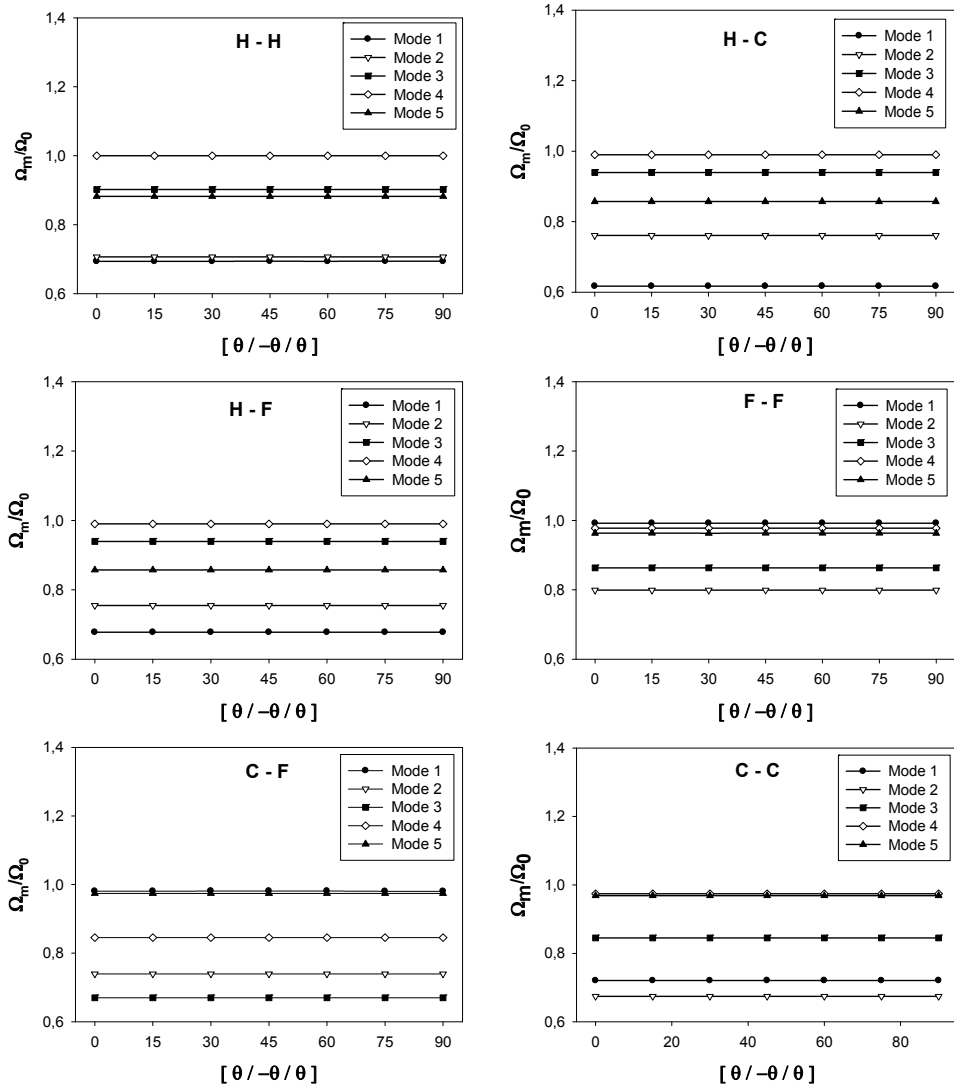 H - H
Mode 1
Mode 2
Mode 3
Mode 4
Mode 5
1,4
1,2
1,0
0,8
0,6
Ωm/Ω0
0 15 30 45 60 75 90
[ θ / −θ / θ ]
H - C
Mode 1
Mode 2
Mode 3
Mode 4
Mode 5
1,4
1,2
1,0
0,8
0,6
Ωm/Ω0
0 15 30 45 60 75 90
[ θ / −θ / θ ]
H - F
Mode 1
Mode 2
Mode 3
Mode 4
Mode 5
1,4
1,2
1,0
0,8
0,6
Ωm/Ω0
0 15 30 45 60 75 90
[ θ / −θ / θ ]
F - F
Mode 1
Mode 2
Mode 3
Mode 4
Mode 5
1,4
1,2
1,0
0,8
0,6
Ωm/Ω0
0 15 30 45 60 75 90
[ θ / −θ / θ ]
C - F
Mode 1
Mode 2
Mode 3
Mode 4
Mode 5
1,4
1,2
1,0
0,8
0,6
Ωm/Ω0
0 15 30 45 60 75 90
[ θ / −θ / θ ]
C - C
Mode 1
Mode 2
Mode 3
Mode 4
Mode 5
1,4
1,2
1,0
0,8
0,6
Ωm/Ω0
0 20 40 60 80
[ θ / −θ / θ ]